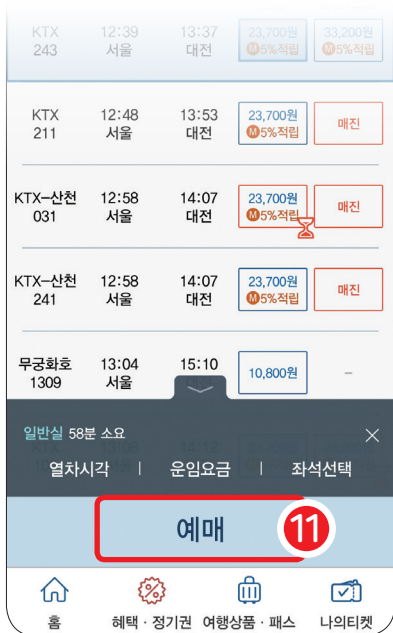 KTX 12:39 13:37 23,700원 33,200원
243 서울 대전 Ⓜ5%적립 Ⓜ5%적립
KTX 12:48 13:53 23,700원 매진
211 서울 대전 Ⓜ5%적립
KTX-산천 12:58 14:07 23,700원 매진
031 서울 대전 Ⓜ5%적립
KTX-산천 12:58 14:07 23,700원 매진
241 서울 대전 Ⓜ5%적립
무궁화호 13:04 15:10 10,800원 -
1309 서울
일반실 58분 소요 ×
열차시각 | 운임요금 | 좌석선택
예매 11
홈 혜택·정기권 여행상품·패스 나의티켓